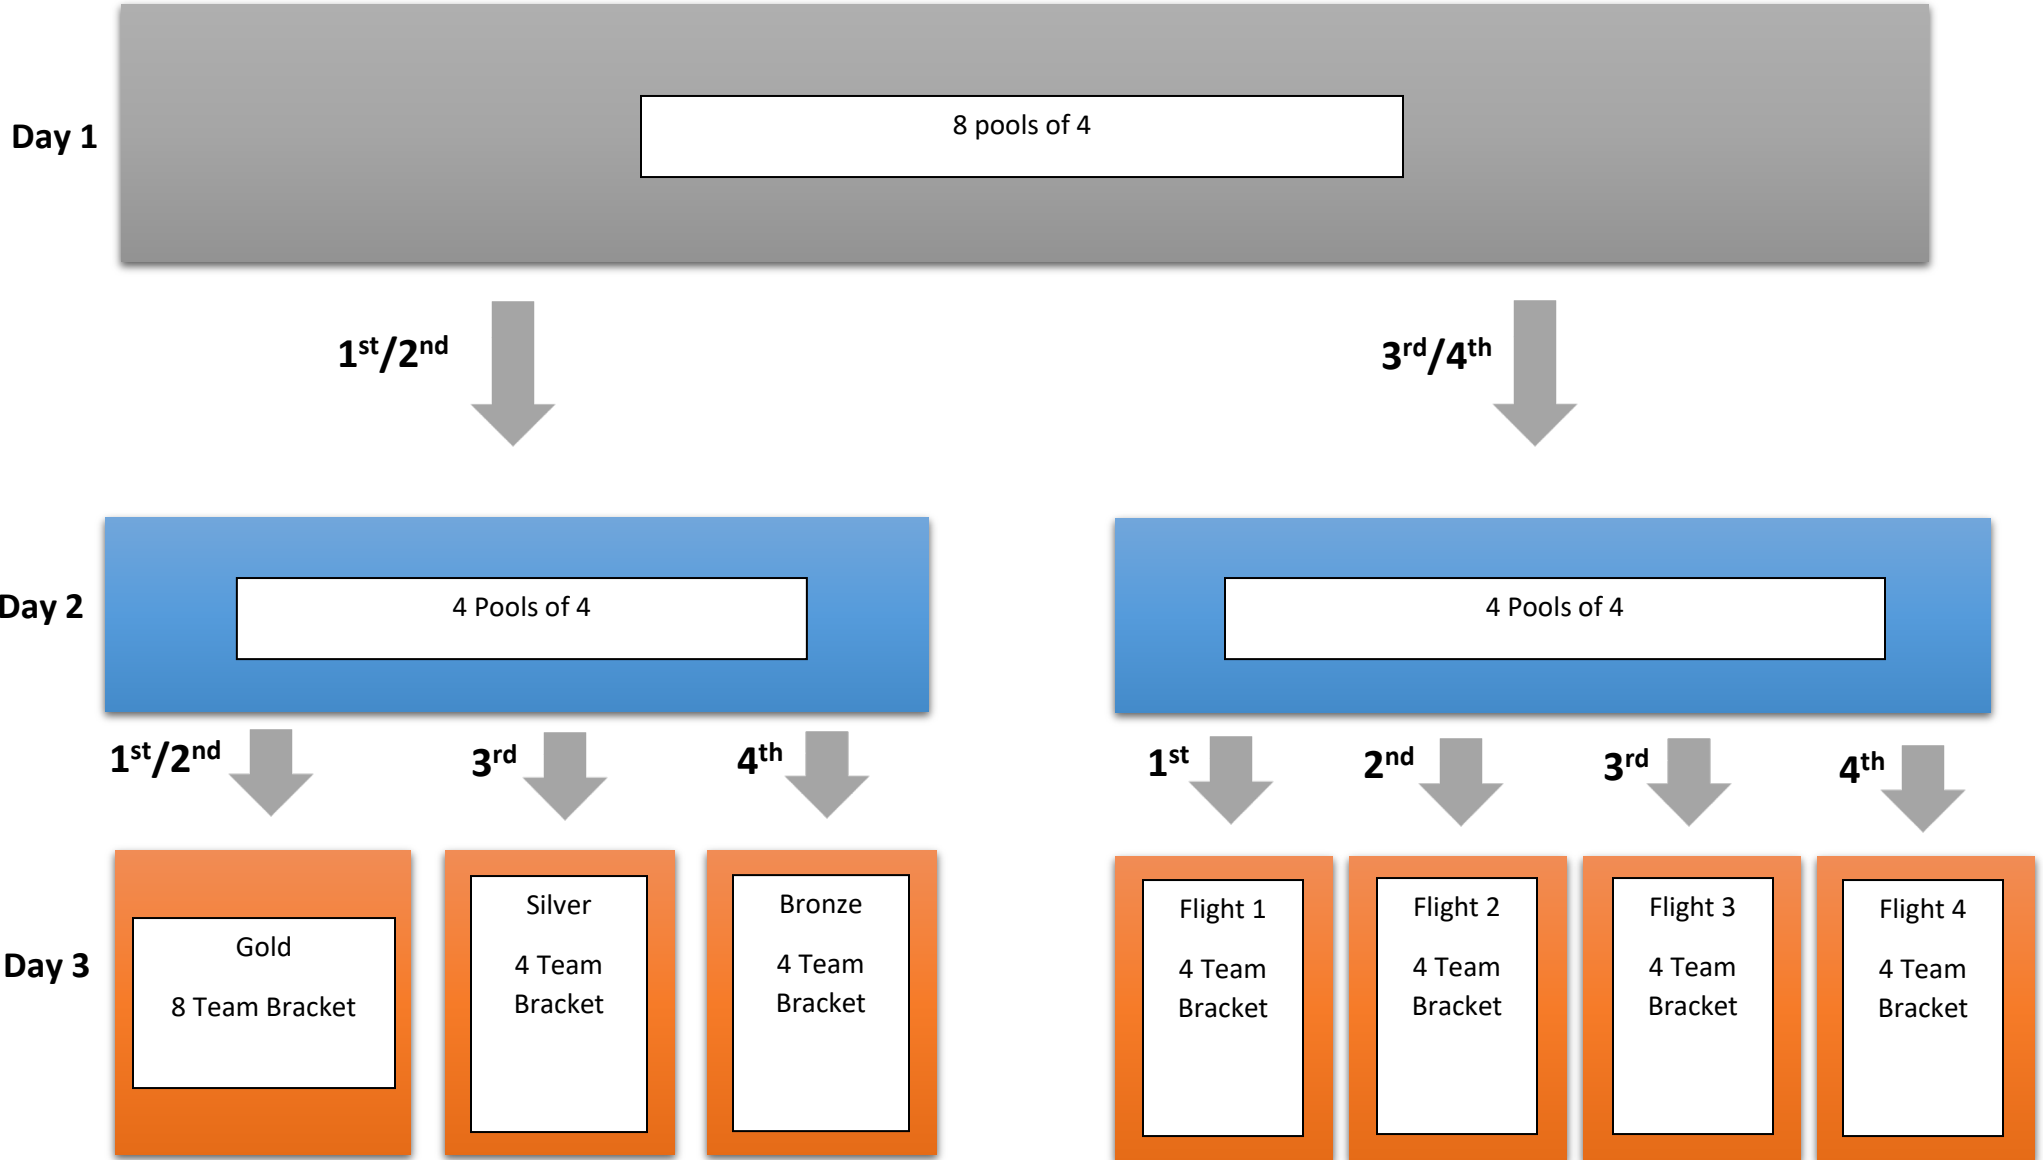 Day 1
8 pools of 4
1st/2nd
3rd/4th
Day 2
4 Pools of 4
4 Pools of 4
1st/2nd
3rd
4th
1st
2nd
3rd
4th
Day 3
Gold
8 Team Bracket
Silver
4 Team
Bracket
Bronze
4 Team
Bracket
Flight 1
4 Team
Bracket
Flight 2
4 Team
Bracket
Flight 3
4 Team
Bracket
Flight 4
4 Team
Bracket